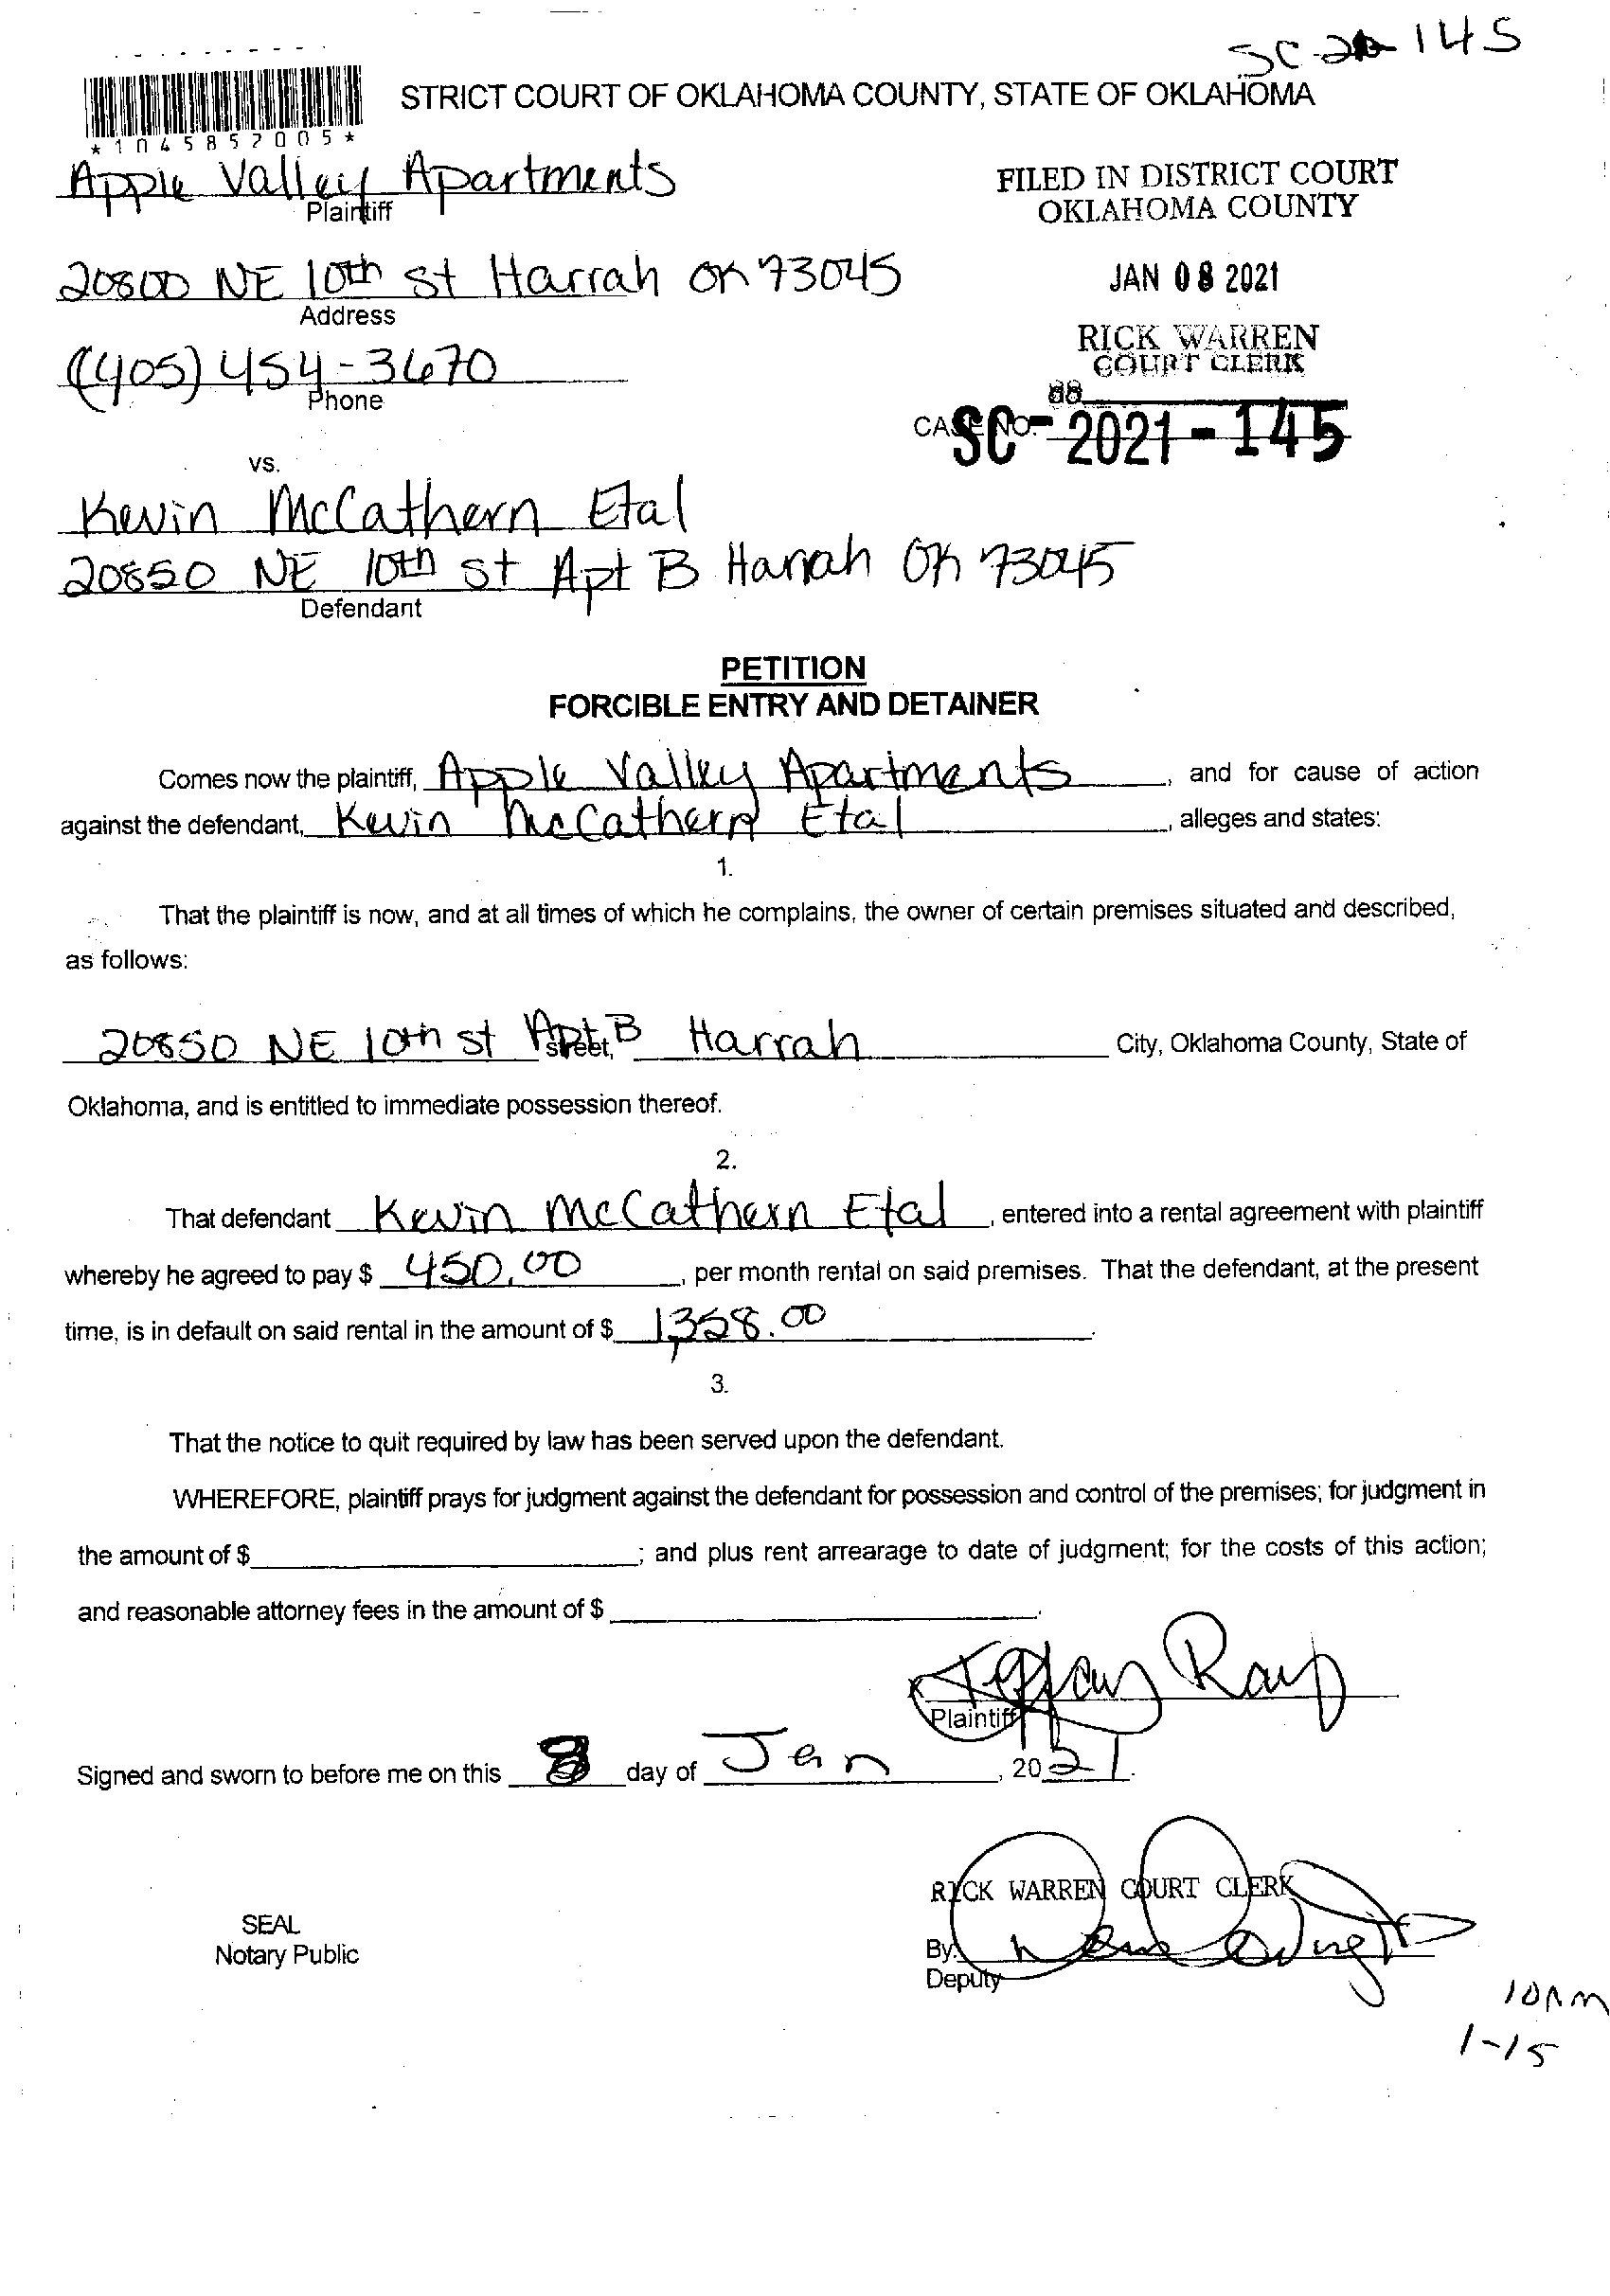 SC-21-145
STRICT COURT OF OKLAHOMA COUNTY, STATE OF OKLAHOMA
*1045857005*
Apple Valley Apartments
Plaintiff
FILED IN DISTRICT COURT
OKLAHOMA COUNTY
20800 NE 10th St Harrah OK 73045
Address
JAN 08 2021
(405) 454-3670
Phone
RICK WARREN
COURT CLERK
88
CASE NO.
SC-2021-145
vs.
Kevin McCathern Etal
20850 NE 10th St Apt B Harrah OK 73045
Defendant
PETITION
FORCIBLE ENTRY AND DETAINER
Comes now the plaintiff, Apple Valley Apartments, and for cause of action
against the defendant, Kevin McCathern Etal, alleges and states:
1.
That the plaintiff is now, and at all times of which he complains, the owner of certain premises situated and described,
as follows:
20850 NE 10th St Apt B Harrah City, Oklahoma County, State of
Street,
Oklahoma, and is entitled to immediate possession thereof.
2.
That defendant Kevin McCathern Etal, entered into a rental agreement with plaintiff
whereby he agreed to pay $ 450.00, per month rental on said premises. That the defendant, at the present
time, is in default on said rental in the amount of $ 1,358.00.
3.
That the notice to quit required by law has been served upon the defendant.
WHEREFORE, plaintiff prays for judgment against the defendant for possession and control of the premises; for judgment in
the amount of $ ; and plus rent arrearage to date of judgment; for the costs of this action;
and reasonable attorney fees in the amount of $ .
Ray
Plaintiff
Signed and sworn to before me on this 8 day of Jan, 2021.
RICK WARREN COURT CLERK
SEAL
Notary Public
By:
Deputy
10AM
1-15